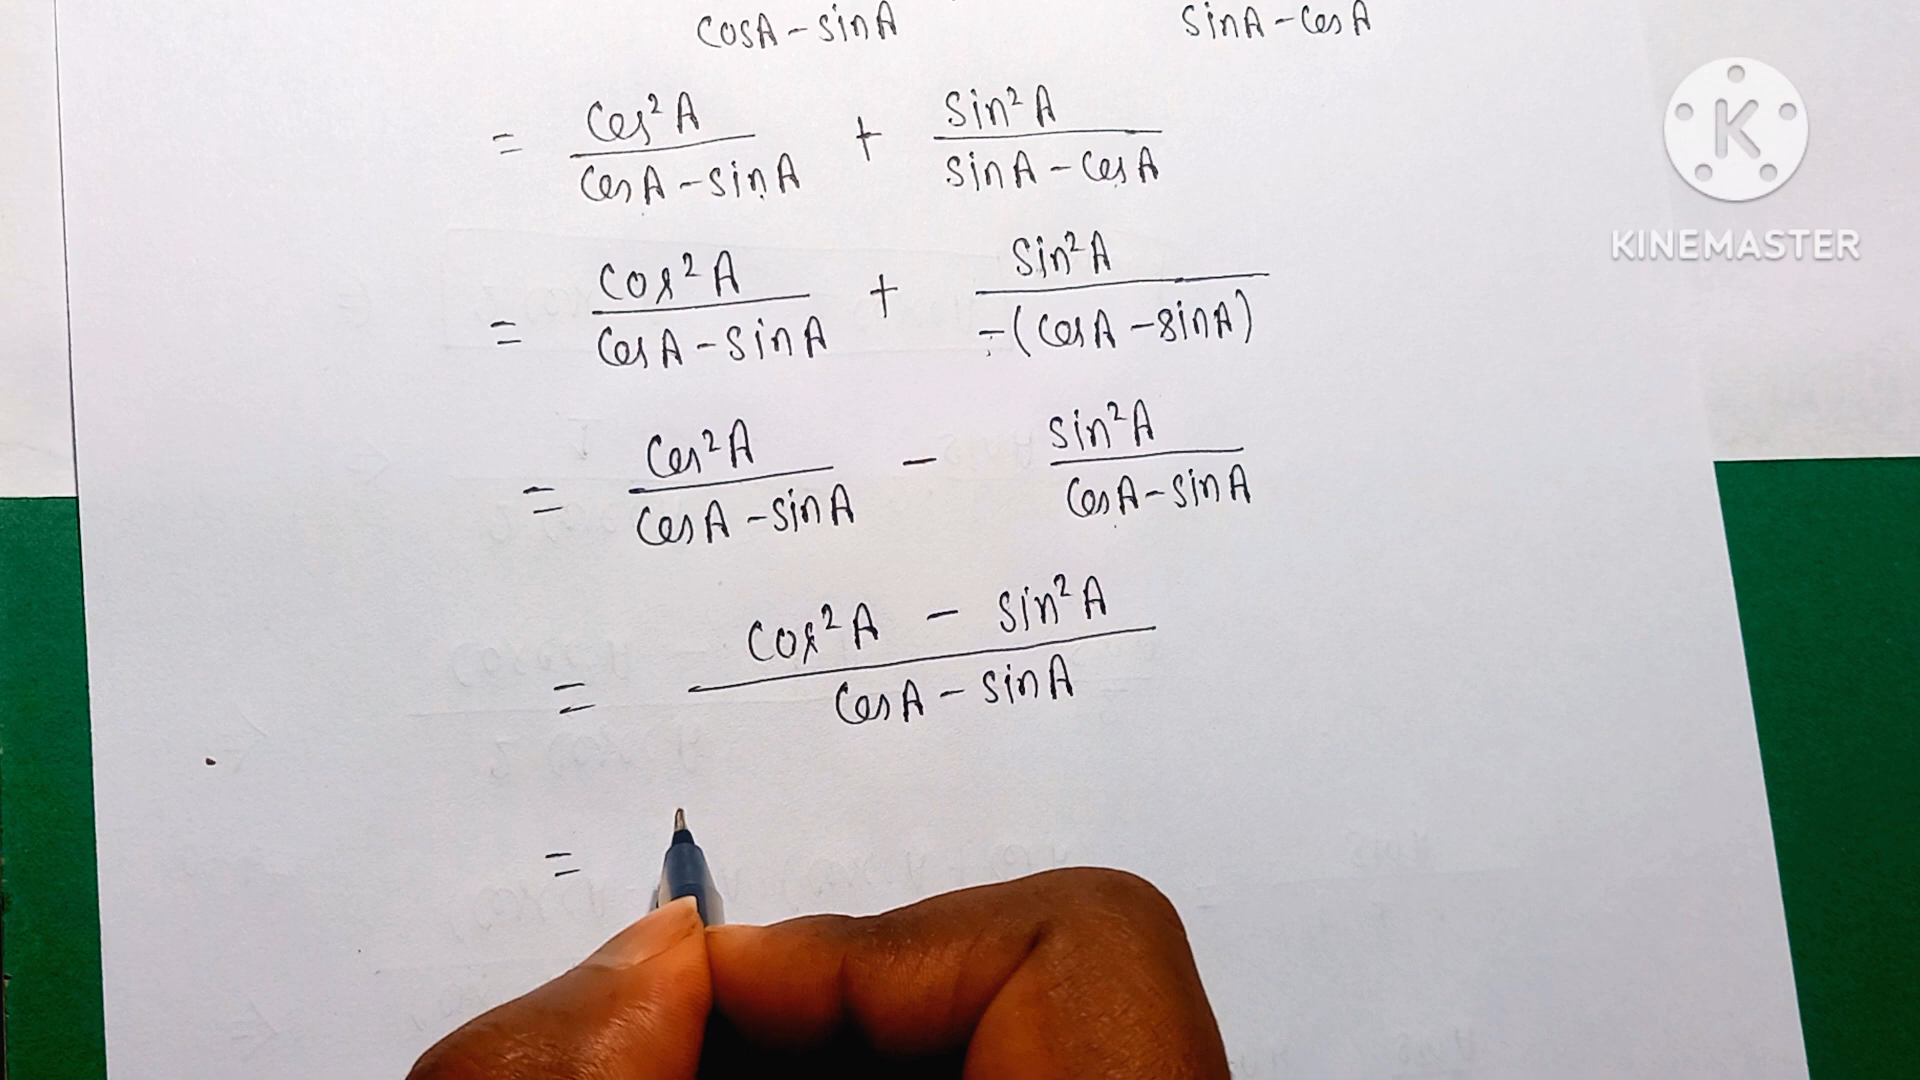 cosA - sinA sinA - cosA
= cos²A / cosA - sinA + sin²A / sinA - cosA
= cos²A / cosA - sinA + sin²A / -(cosA - sinA)
= cos²A / cosA - sinA - sin²A / cosA - sinA
= cos²A - sin²A / cosA - sinA
=
K
KINEMASTER